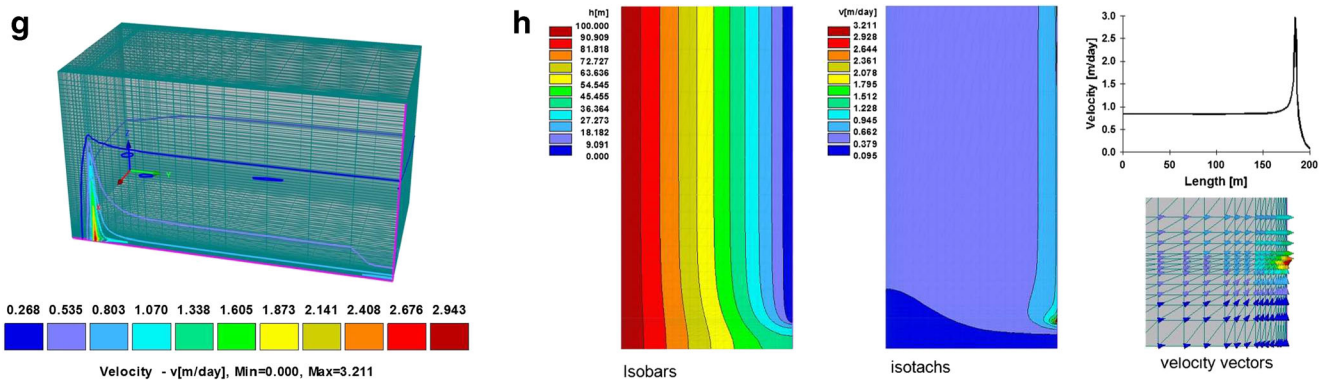 g
z
Y
0.268 0.535 0.803 1.070 1.338 1.605 1.873 2.141 2.408 2.676 2.943
Velocity - v[m/day], Min=0.000, Max=3.211
h
h[m]
100.000
90.909
81.818
72.727
63.636
54.545
45.455
36.364
27.273
18.182
9.091
0.000
Isobars
v[m/day]
3.211
2.928
2.644
2.361
2.078
1.795
1.512
1.228
0.945
0.662
0.379
0.095
isotachs
Velocity [m/day]
3.0
2.5
2.0
1.5
1.0
0.5
0.0
0 50 100 150 200
Length [m]
velocity vectors